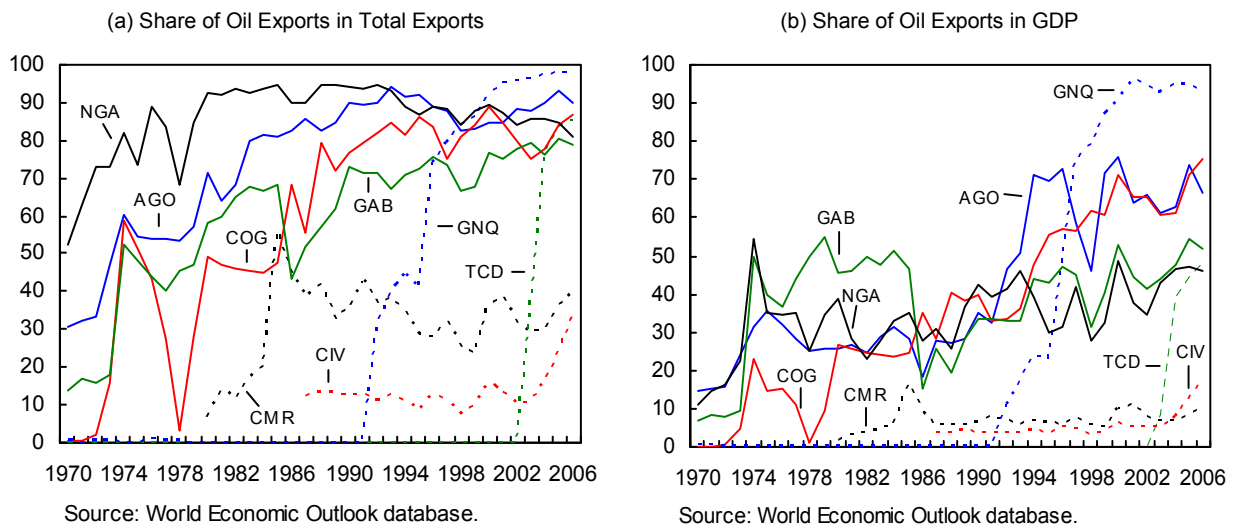 (a) Share of Oil Exports in Total Exports
100
90
80
70
60
50
40
30
20
10
0
NGA
AGO
COG
GAB
GNQ
TCD
CIV
CMR
1970 1974 1978 1982 1986 1990 1994 1998 2002 2006
Source: World Economic Outlook database.
(b) Share of Oil Exports in GDP
100
90
80
70
60
50
40
30
20
10
0
GNQ
AGO
GAB
NGA
TCD
CIV
COG
CMR
1970 1974 1978 1982 1986 1990 1994 1998 2002 2006
Source: World Economic Outlook database.